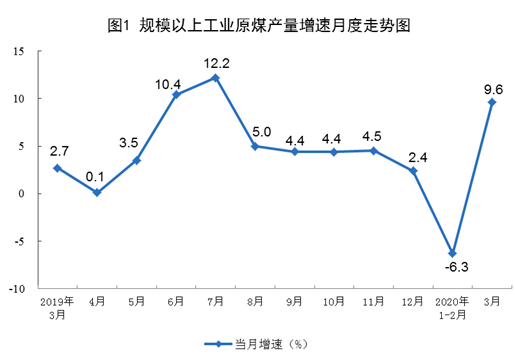 图1 规模以上工业原煤产量增速月度走势图
15
10
5
0
-5
-10
2.7
0.1
3.5
10.4
12.2
5.0
4.4
4.4
4.5
2.4
-6.3
9.6
2019年
3月
4月
5月
6月
7月
8月
9月
10月
11月
12月
2020年
1-2月
3月
当月增速（%）